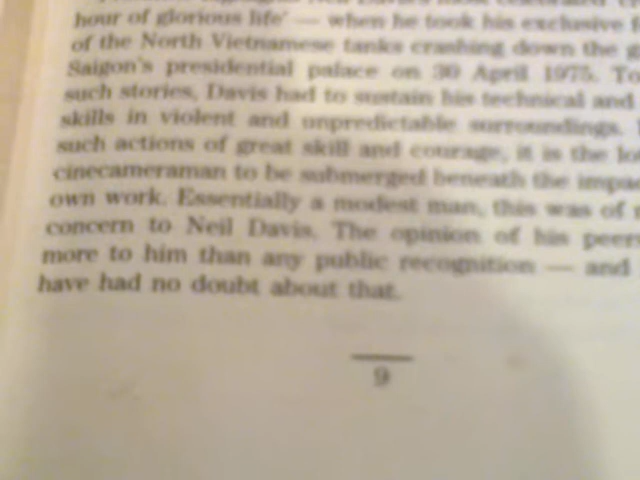 hour of glorious life' — when he took his exclusive
of the North Vietnamese tanks crashing down the
Saigon's presidential palace on 30 April 1975. To
such stories, Davis had to sustain his technical and
skills in violent and unpredictable surroundings.
such actions of great skill and courage, it is the
cinecameraman to be submerged beneath the
own work. Essentially a modest man, this was of
concern to Neil Davis. The opinion of his peers
more to him than any public recognition — and
have had no doubt about that.
9